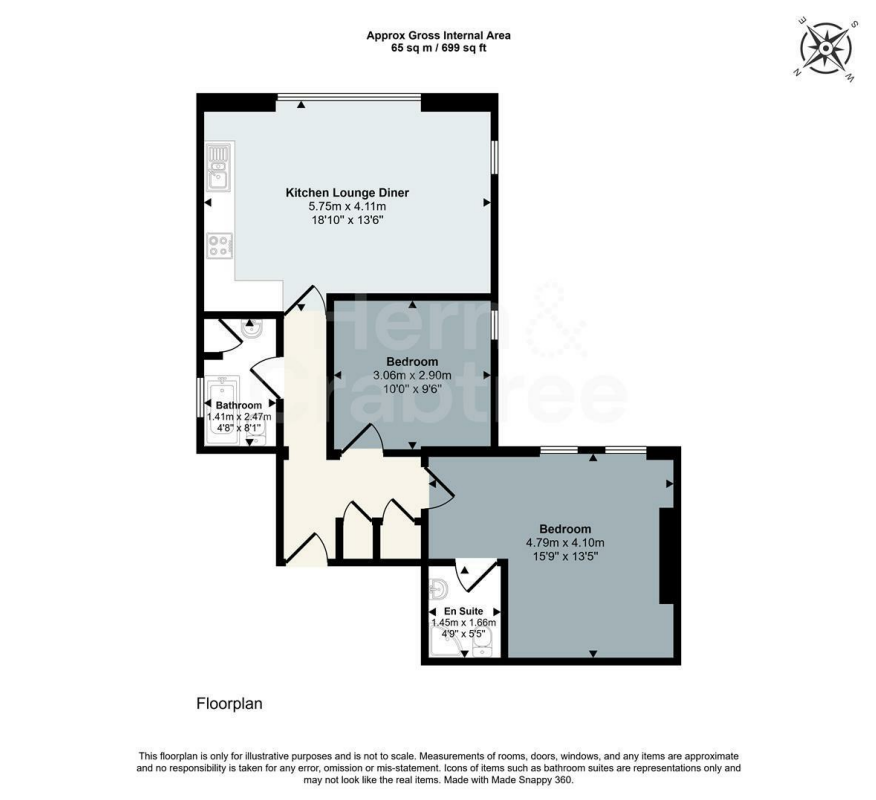 Approx Gross Internal Area
65 sq m / 699 sq ft
E
S
N
W
Kitchen Lounge Diner
5.75m x 4.11m
18'10" x 13'6"
Hern &
Crabtree
Bedroom
3.06m x 2.90m
10'0" x 9'6"
Bathroom
1.41m x 2.47m
4'8" x 8'1"
Bedroom
4.79m x 4.10m
15'9" x 13'5"
En Suite
1.45m x 1.66m
4'9" x 5'5"
Floorplan
This floorplan is only for illustrative purposes and is not to scale. Measurements of rooms, doors, windows, and any items are approximate
and no responsibility is taken for any error, omission or mis-statement. Icons of items such as bathroom suites are representations only and
may not look like the real items. Made with Made Snappy 360.